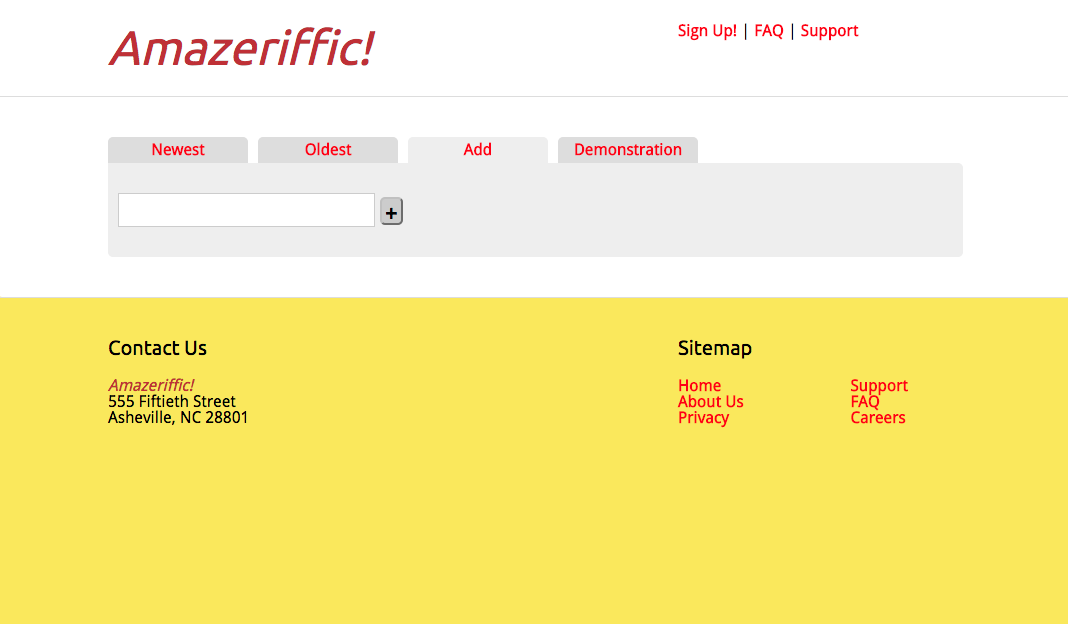 Amazeriffic!
Sign Up! | FAQ | Support
Newest
Oldest
Add
Demonstration
+
Contact Us
Amazeriffic!
555 Fiftieth Street
Asheville, NC 28801
Sitemap
Home
About Us
Privacy
Support
FAQ
Careers